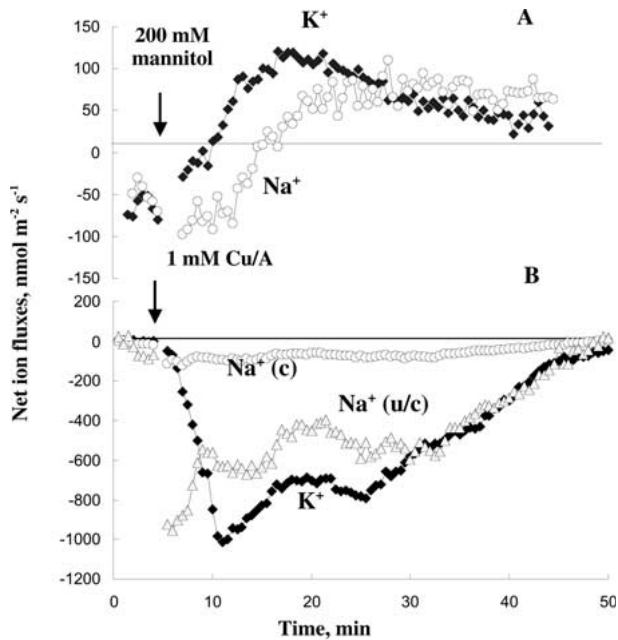 K⁺ A
200 mM
mannitol
150
100
50
0
-50
-100
-150
Na⁺
1 mM Cu/A B
200
0
-200
-400
-600
-800
-1000
-1200
Na⁺ (c)
Na⁺ (u/c)
K⁺
0 10 20 30 40 50
Time, min
Net ion fluxes, nmol m⁻² s⁻¹